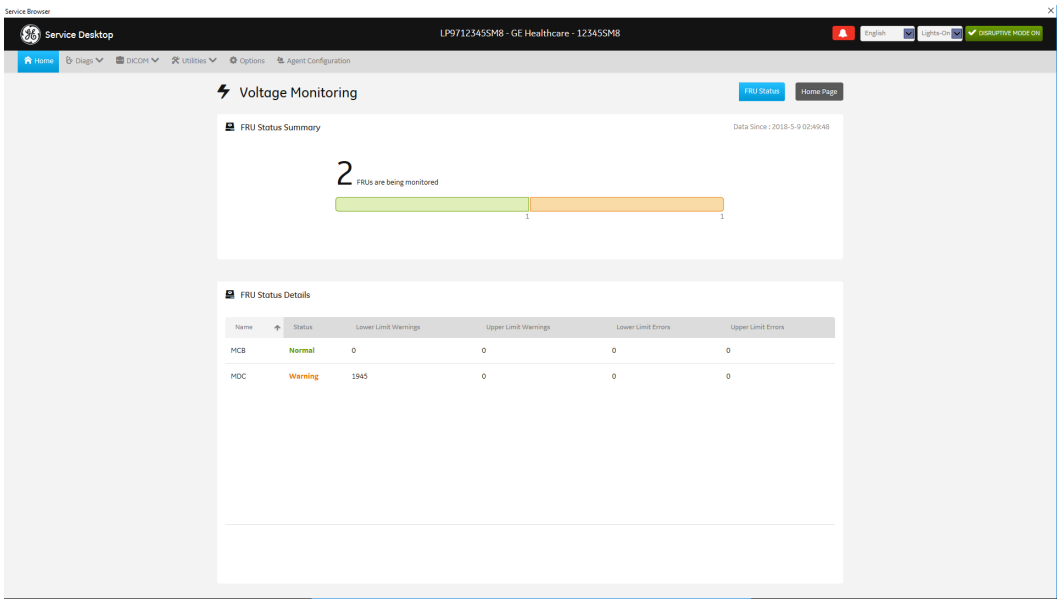 Service Browser
Service Desktop
LP9712345SM8 - GE Healthcare - 12345SM8
English
Lights-On
DISRUPTIVE MODE ON
Home
Diags
DICOM
Utilities
Options
Agent Configuration
Voltage Monitoring
FRU Status
Home Page
FRU Status Summary
Data Since : 2018-5-9 02:49:48
2 FRUs are being monitored
1 1
FRU Status Details
Name Status Lower Limit Warnings Upper Limit Warnings Lower Limit Errors Upper Limit Errors
MCB Normal 0 0 0 0
MDC Warning 1945 0 0 0